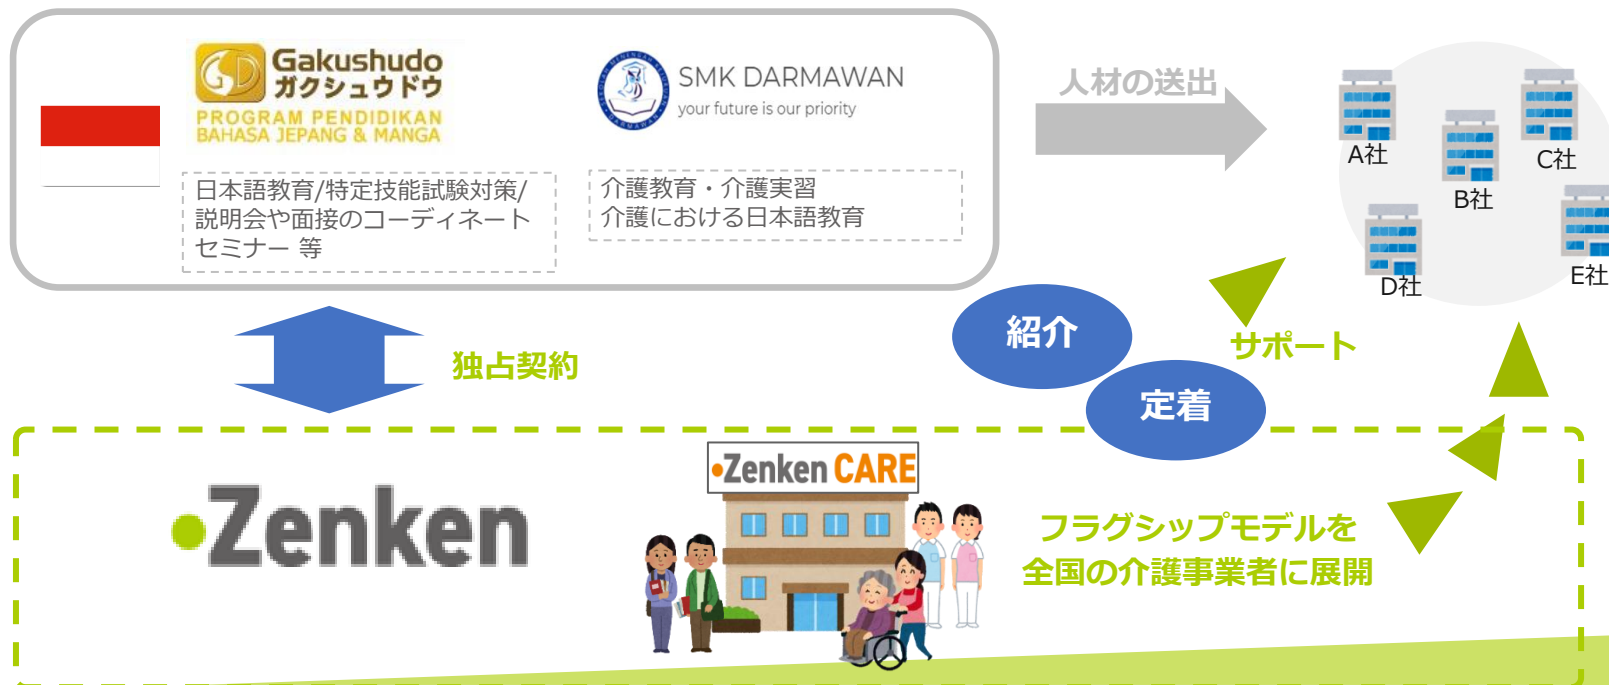 Gakushudo
ガクシュウドウ
PROGRAM PENDIDIKAN
BAHASA JEPANG & MANGA
SMK DARMAWAN
your future is our priority
日本語教育/特定技能試験対策/
説明会や面接のコーディネート
セミナー 等
介護教育・介護実習
介護における日本語教育
人材の送出
A社
B社
C社
D社
E社
独占契約
紹介
定着
サポート
Zenken
Zenken CARE
フラグシップモデルを
全国の介護事業者に展開